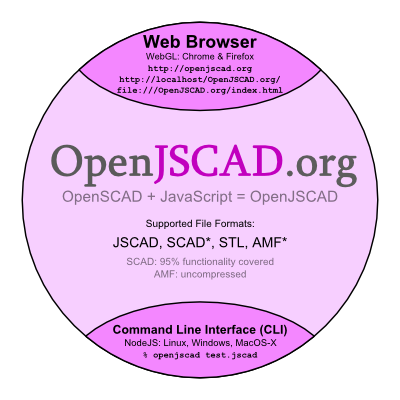 Web Browser
WebGL: Chrome & Firefox
http://openjscad.org
http://localhost/OpenJSCAD.org/
file:///OpenJSCAD.org/index.html
OpenJSCAD.org
OpenSCAD + JavaScript = OpenJSCAD
Supported File Formats:
JSCAD, SCAD*, STL, AMF*
SCAD: 95% functionality covered
AMF: uncompressed
Command Line Interface (CLI)
NodeJS: Linux, Windows, MacOS-X
% openjscad test.jscad